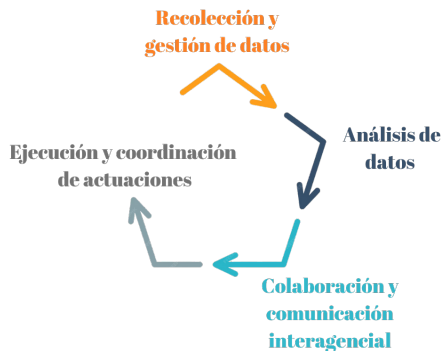 Recolección y
gestión de datos
Análisis de
datos
Colaboración y
comunicación
interagencial
Ejecución y coordinación
de actuaciones